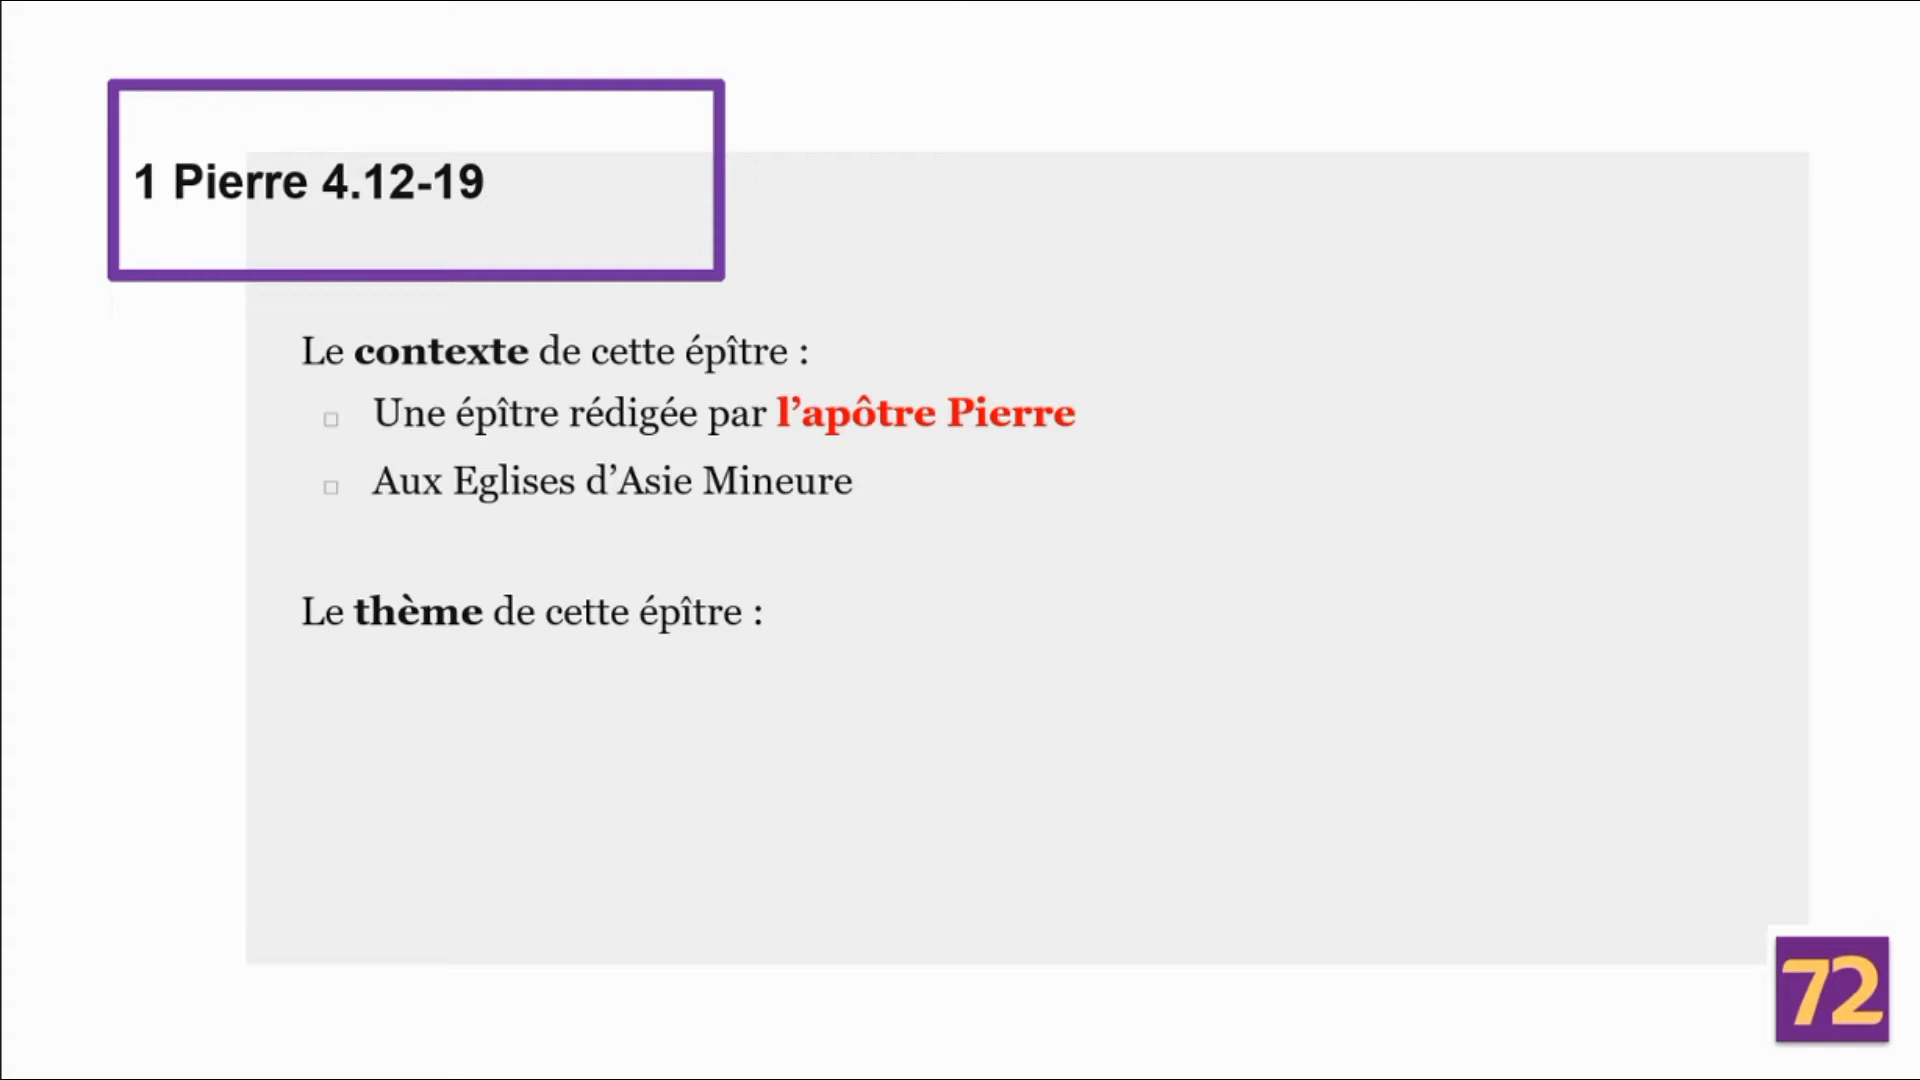 1 Pierre 4.12-19
Le contexte de cette épître :
Une épître rédigée par l’apôtre Pierre
Aux Eglises d’Asie Mineure
Le thème de cette épître :
72